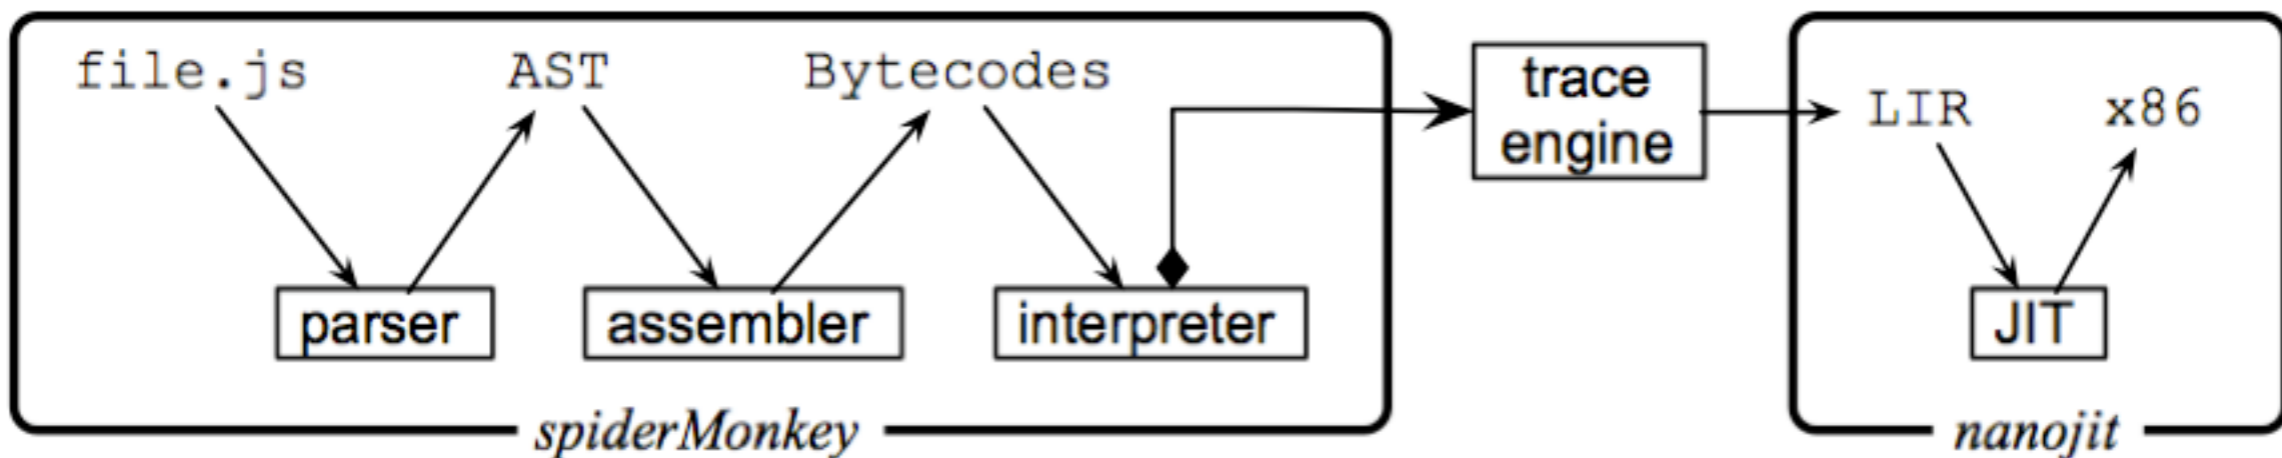 file.js
AST
Bytecodes
trace
engine
LIR
x86
parser
assembler
interpreter
JIT
spiderMonkey
nanojit